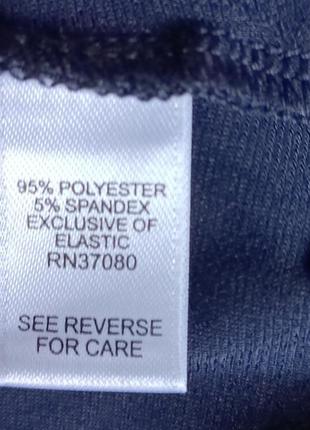 95% POLYESTER
5% SPANDEX
EXCLUSIVE OF
ELASTIC
RN37080
SEE REVERSE
FOR CARE